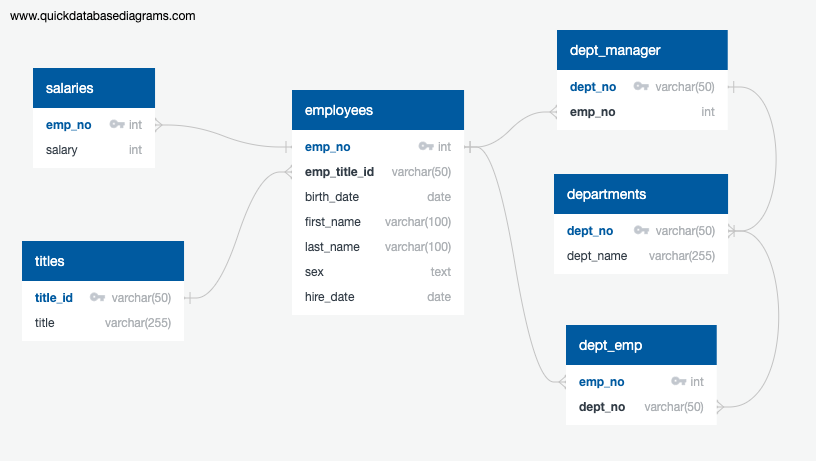 www.quickdatabasediagrams.com
salaries
emp_no int
salary int
titles
title_id varchar(50)
title varchar(255)
employees
emp_no int
emp_title_id varchar(50)
birth_date date
first_name varchar(100)
last_name varchar(100)
sex text
hire_date date
dept_manager
dept_no varchar(50)
emp_no int
departments
dept_no varchar(50)
dept_name varchar(255)
dept_emp
emp_no int
dept_no varchar(50)